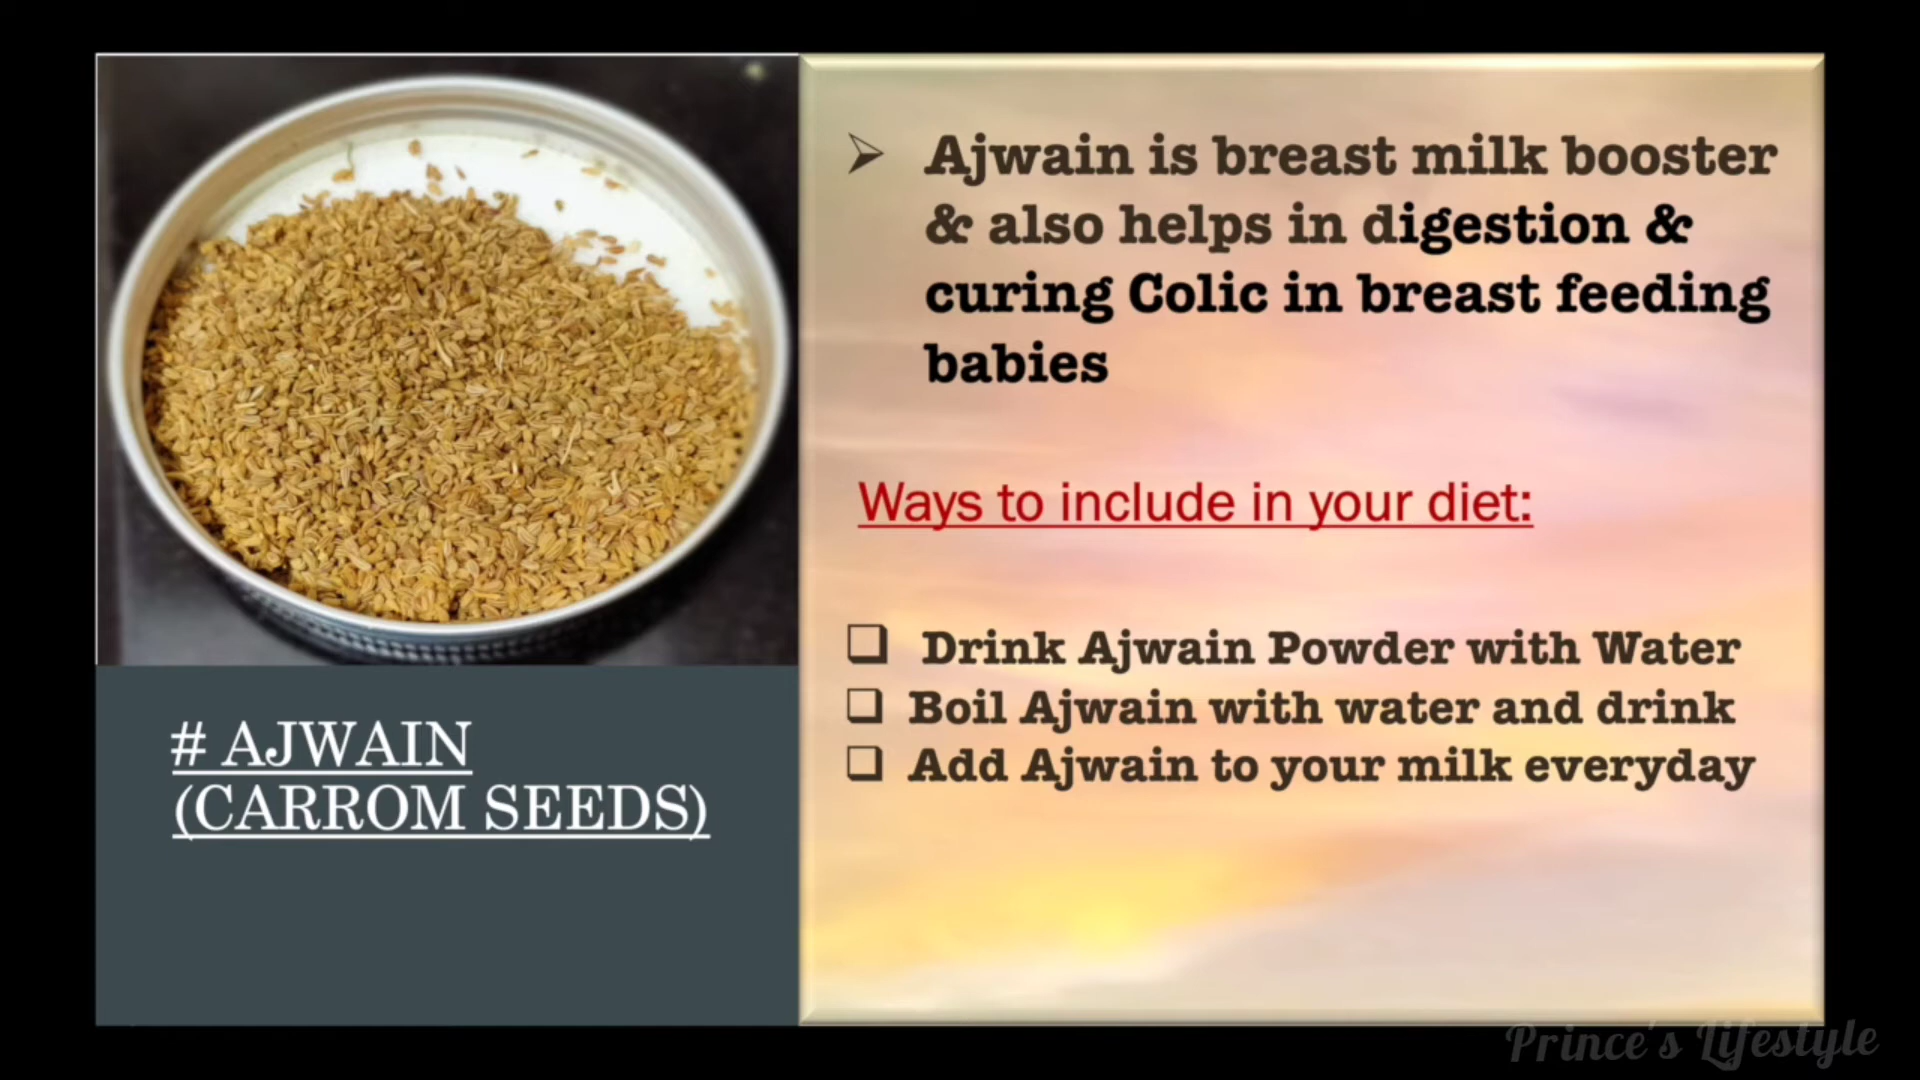 # AJWAIN
(CARROM SEEDS)
➢ Ajwain is breast milk booster
& also helps in digestion &
curing Colic in breast feeding
babies
Ways to include in your diet:
❑ Drink Ajwain Powder with Water
❑ Boil Ajwain with water and drink
❑ Add Ajwain to your milk everyday
Prince's Lifestyle